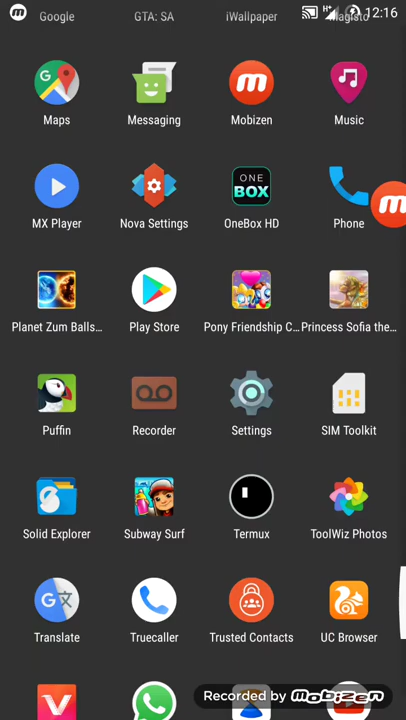 Google GTA: SA iWallpaper Magisto H+ 12:16
Maps Messaging Mobizen Music
ONE
BOX
MX Player Nova Settings OneBox HD Phone
Planet Zum Balls... Play Store Pony Friendship C... Princess Sofia the...
Puffin Recorder Settings SIM Toolkit
Solid Explorer Subway Surf Termux ToolWiz Photos
G
Translate Truecaller Trusted Contacts UC Browser
Recorded by MOBIZEN